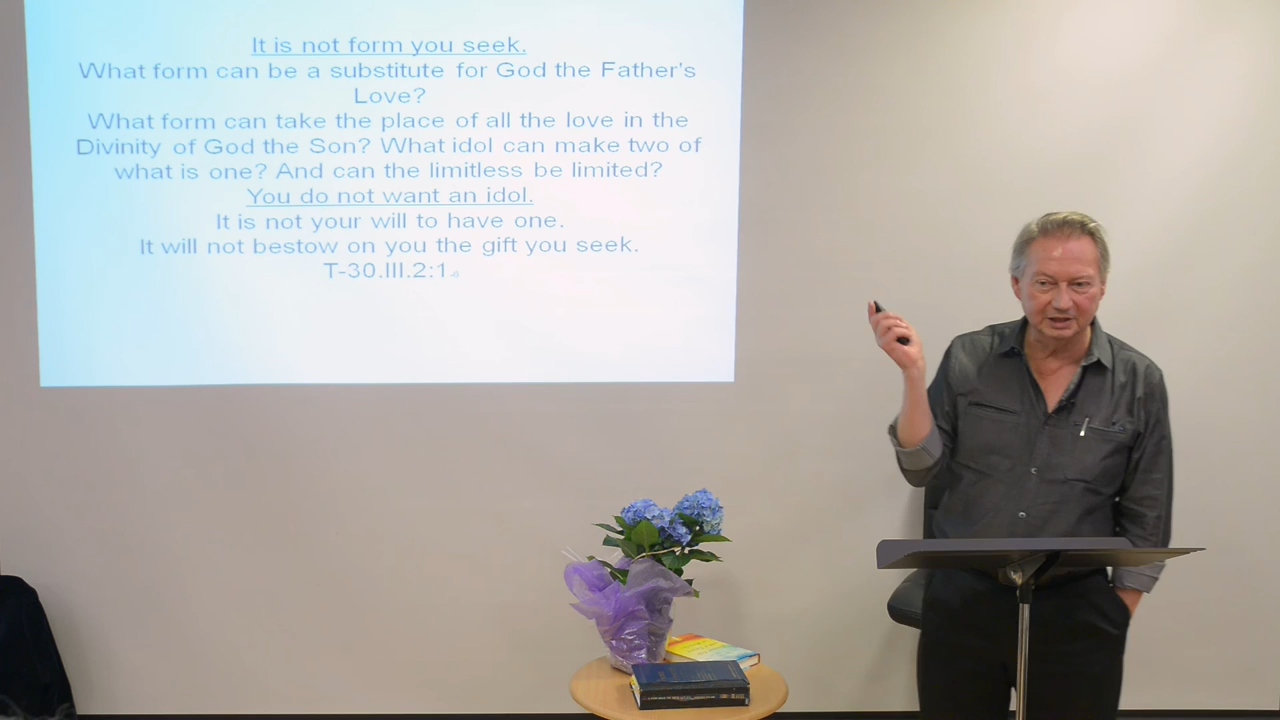 It is not form you seek.
What form can be a substitute for God the Father's
Love?
What form can take the place of all the love in the
Divinity of God the Son? What idol can make two of
what is one? And can the limitless be limited?
You do not want an idol.
It is not your will to have one.
It will not bestow on you the gift you seek.
T-30.III.2:1-8